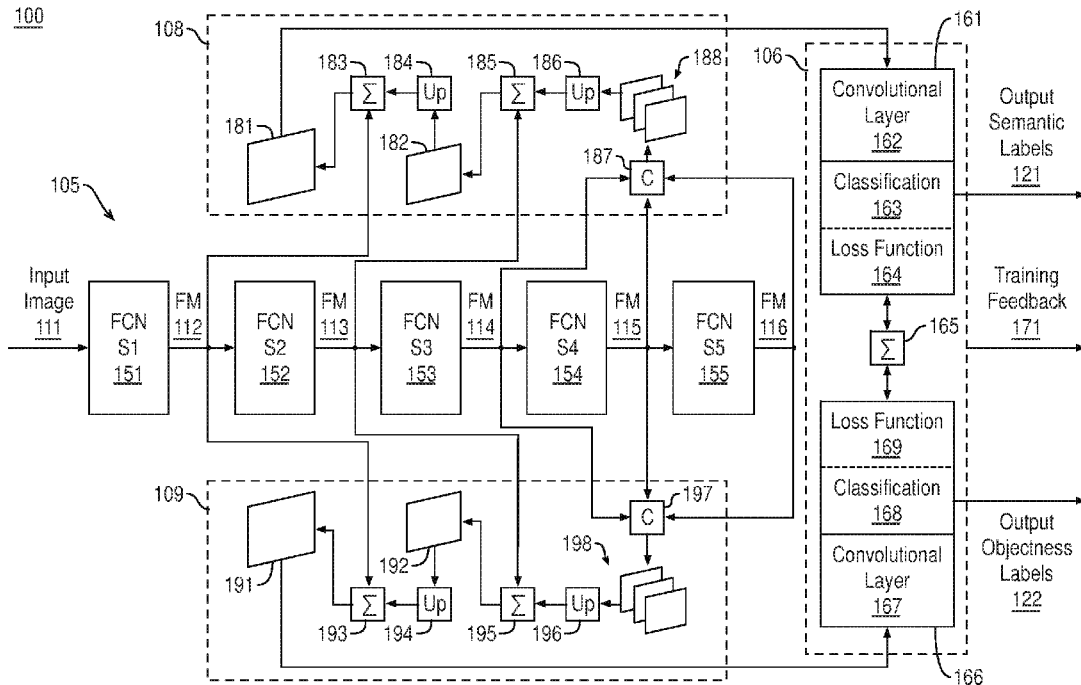 100
108
183
184
185
186
188
Σ
Up
Σ
Up
181
182
187
C
105
106
161
Convolutional
Layer
162
Classification
163
Loss Function
164
Output
Semantic
Labels
121
Input
Image
111
FCN
S1
151
FM
112
FCN
S2
152
FM
113
FCN
S3
153
FM
114
FCN
S4
154
FM
115
FCN
S5
155
FM
116
165
Σ
Training
Feedback
171
109
191
192
197
C
198
Σ
Up
Σ
Up
193
194
195
196
Loss Function
169
Classification
168
Convolutional
Layer
167
166
Output
Objectness
Labels
122